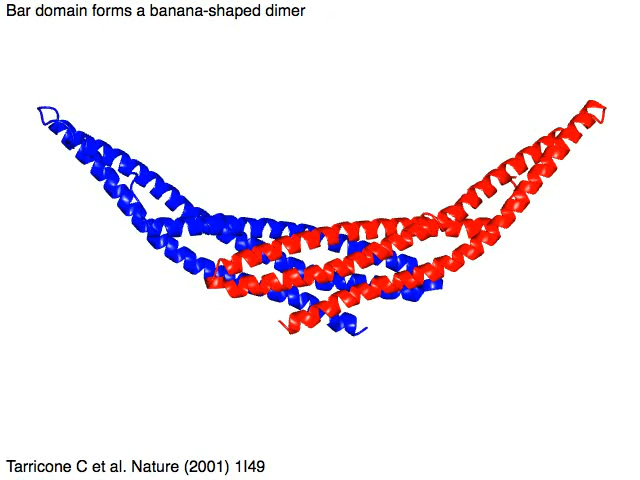 Bar domain forms a banana-shaped dimer
Tarricone C et al. Nature (2001) 1I49